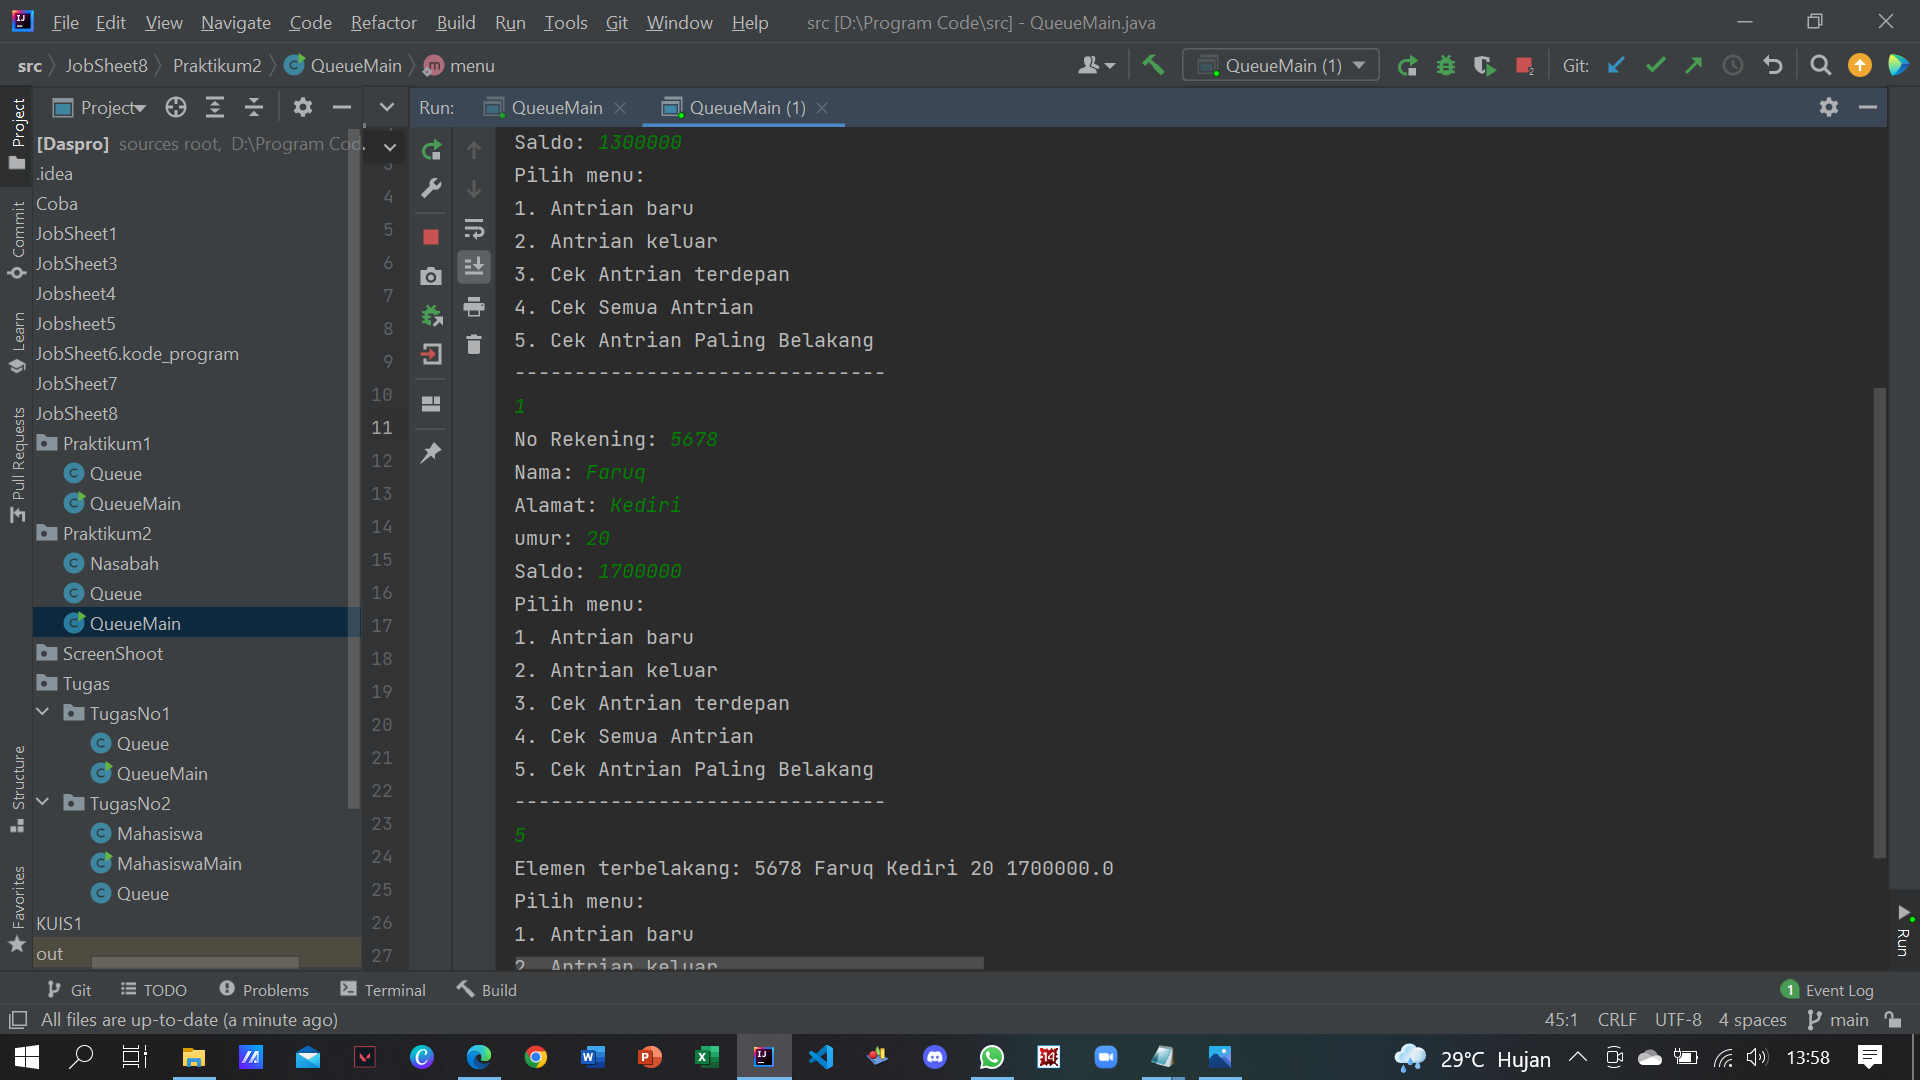 File Edit View Navigate Code Refactor Build Run Tools Git Window Help src [D:\Program Code\src] - QueueMain.java
src JobSheet8 Praktikum2 QueueMain menu QueueMain (1) Git:
Project Run: QueueMain QueueMain (1)
[Daspro] sources root, D:\Program Cod
.idea
Coba
JobSheet1
JobSheet3
Jobsheet4
Jobsheet5
JobSheet6.kode_program
JobSheet7
JobSheet8
Praktikum1
Queue
QueueMain
Praktikum2
Nasabah
Queue
QueueMain
ScreenShoot
Tugas
TugasNo1
Queue
QueueMain
TugasNo2
Mahasiswa
MahasiswaMain
Queue
KUIS1
out
Project
Commit
Learn
Pull Requests
Structure
Favorites
3
4
5
6
7
8
9
10
11
12
13
14
15
16
17
18
19
20
21
22
23
24
25
26
27
Saldo: 1300000
Pilih menu:
1. Antrian baru
2. Antrian keluar
3. Cek Antrian terdepan
4. Cek Semua Antrian
5. Cek Antrian Paling Belakang
-------------------------------
1
No Rekening: 5678
Nama: Faruq
Alamat: Kediri
umur: 20
Saldo: 1700000
Pilih menu:
1. Antrian baru
2. Antrian keluar
3. Cek Antrian terdepan
4. Cek Semua Antrian
5. Cek Antrian Paling Belakang
-------------------------------
5
Elemen terbelakang: 5678 Faruq Kediri 20 1700000.0
Pilih menu:
1. Antrian baru
2. Antrian keluar
Run
Git TODO Problems Terminal Build 1 Event Log
All files are up-to-date (a minute ago) 45:1 CRLF UTF-8 4 spaces main
29°C Hujan 13:58